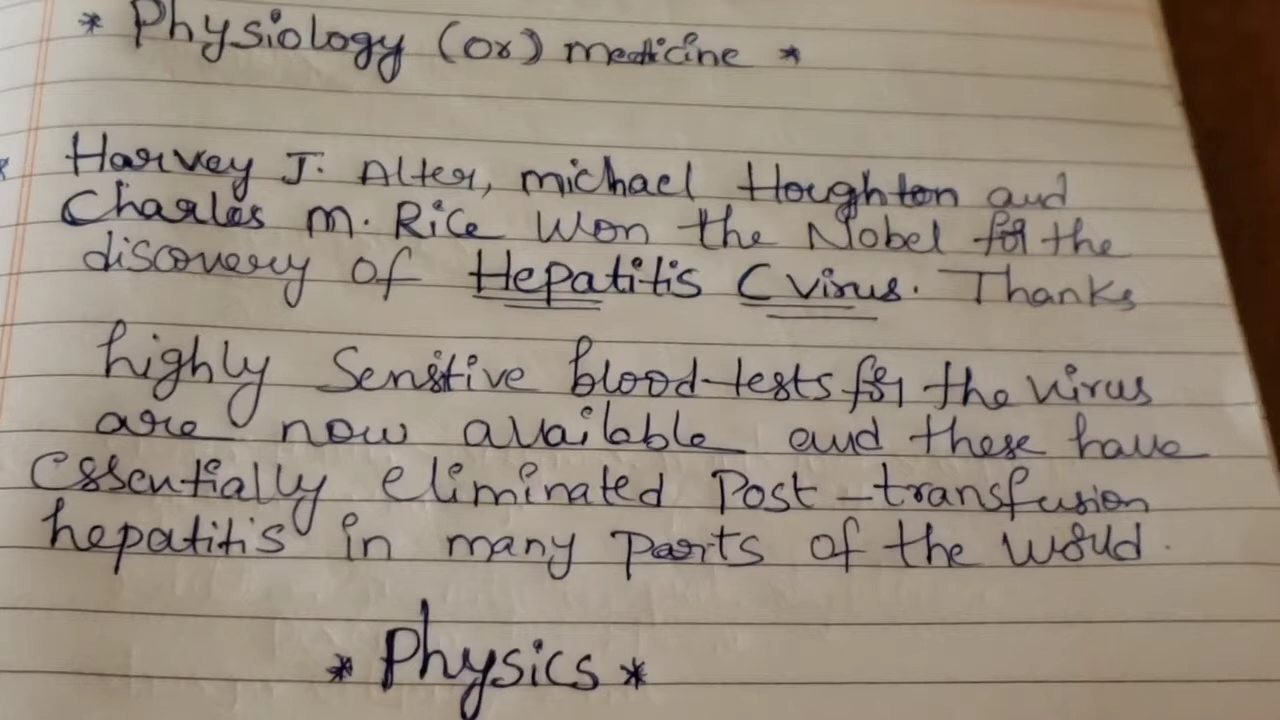 * Physiology (or) medicine *
* Harvey J. Alter, michael Houghton and
Charles M. Rice Won the Nobel for the
discovery of Hepatitis C virus. Thanks
highly Sensitive blood-tests for the virus
are now available and these have
essentially eliminated Post-transfusion
hepatitis in many parts of the world.
* Physics *